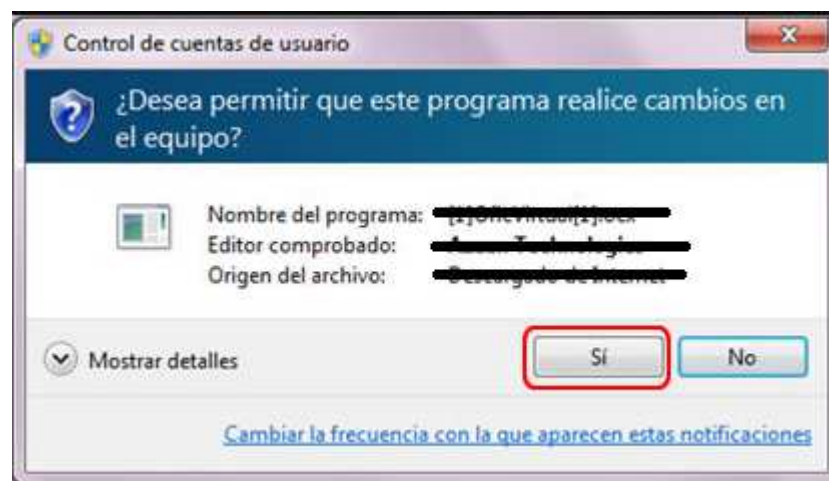 Control de cuentas de usuario
¿Desea permitir que este programa realice cambios en
el equipo?
Nombre del programa:
Editor comprobado:
Origen del archivo:
Mostrar detalles
Sí No
Cambiar la frecuencia con la que aparecen estas notificaciones